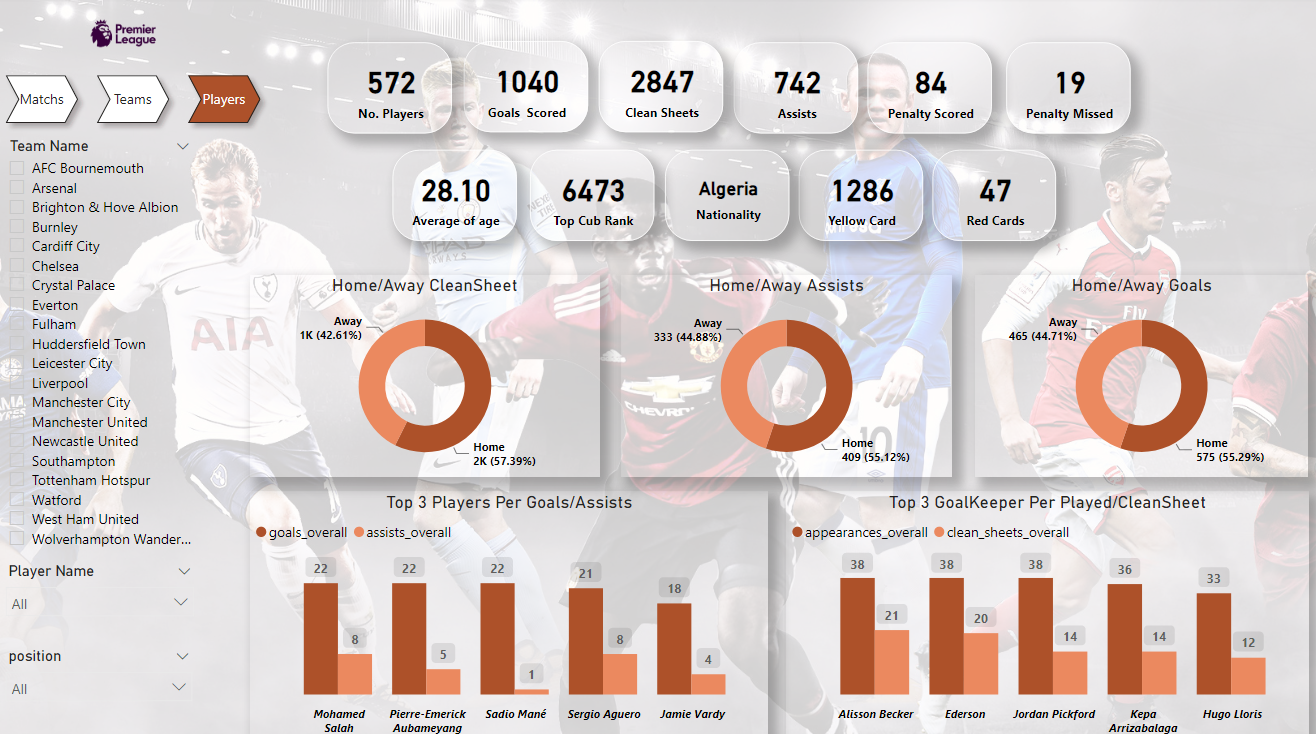 Premier
League
Matchs
Teams
Players
572
No. Players
1040
Goals Scored
2847
Clean Sheets
742
Assists
84
Penalty Scored
19
Penalty Missed
28.10
Average of age
6473
Top Cub Rank
Algeria
Nationality
1286
Yellow Card
47
Red Cards
Team Name
AFC Bournemouth
Arsenal
Brighton & Hove Albion
Burnley
Cardiff City
Chelsea
Crystal Palace
Everton
Fulham
Huddersfield Town
Leicester City
Liverpool
Manchester City
Manchester United
Newcastle United
Southampton
Tottenham Hotspur
Watford
West Ham United
Wolverhampton Wander...
Player Name
All
position
All
Home/Away CleanSheet
Away
1K (42.61%)
Home
2K (57.39%)
Home/Away Assists
Away
333 (44.88%)
Home
409 (55.12%)
Home/Away Goals
Away
465 (44.71%)
Home
575 (55.29%)
Top 3 Players Per Goals/Assists
goals_overall assists_overall
22 8 22 5 22 1 21 8 18 4
Mohamed Salah
Pierre-Emerick Aubameyang
Sadio Mané
Sergio Aguero
Jamie Vardy
Top 3 GoalKeeper Per Played/CleanSheet
appearances_overall clean_sheets_overall
38 21 38 20 38 14 36 14 33 12
Alisson Becker
Ederson
Jordan Pickford
Kepa Arrizabalaga
Hugo Lloris
AIA
CHEVROLET
Fly
10